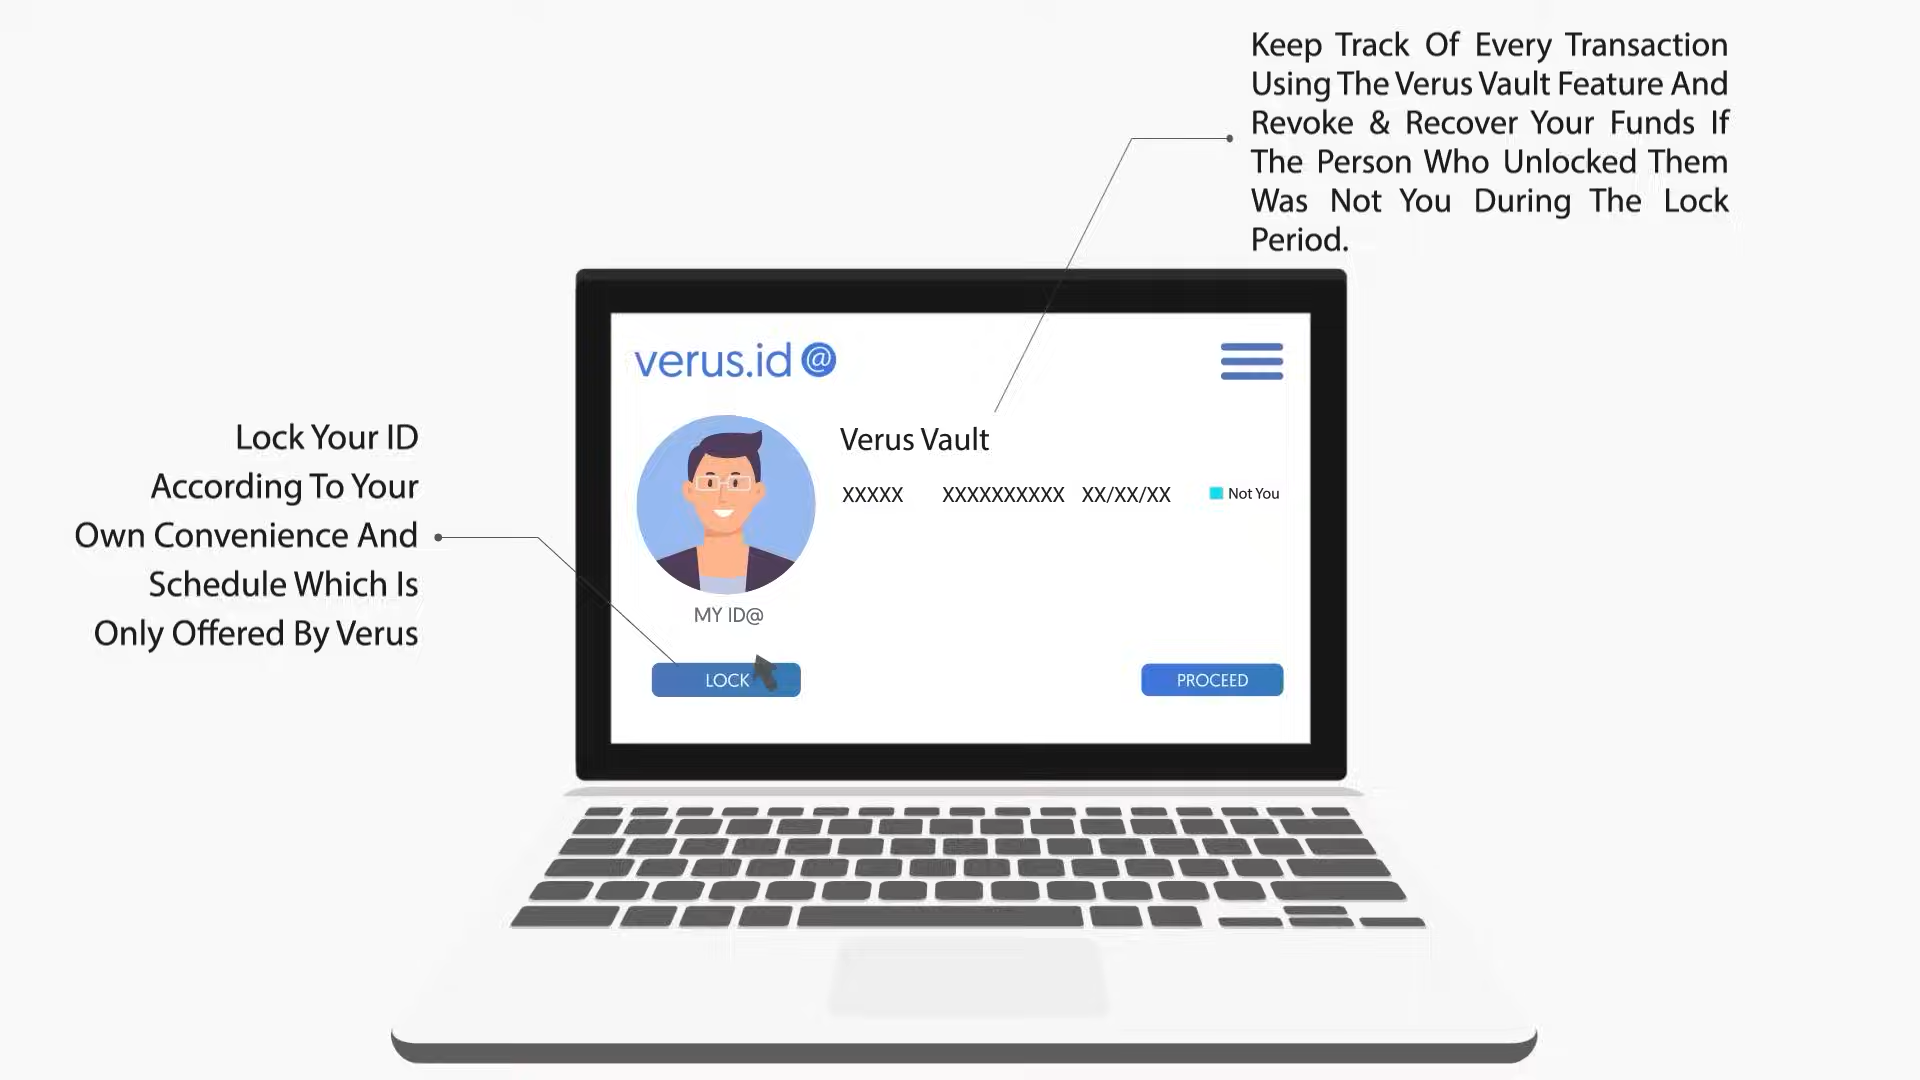 Keep Track Of Every Transaction
Using The Verus Vault Feature And
Revoke & Recover Your Funds If
The Person Who Unlocked Them
Was Not You During The Lock
Period.
verus.id @
Lock Your ID
According To Your
Own Convenience And
Schedule Which Is
Only Offered By Verus
Verus Vault
XXXXX XXXXXXXXXX XX/XX/XX Not You
MY ID@
LOCK
PROCEED